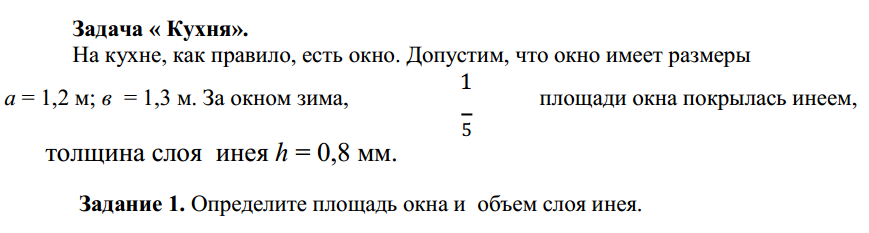 Задача « Кухня».
На кухне, как правило, есть окно. Допустим, что окно имеет размеры
а = 1,2 м; в = 1,3 м. За окном зима, 1/5 площади окна покрылась инеем,
толщина слоя инея h = 0,8 мм.
Задание 1. Определите площадь окна и объем слоя инея.